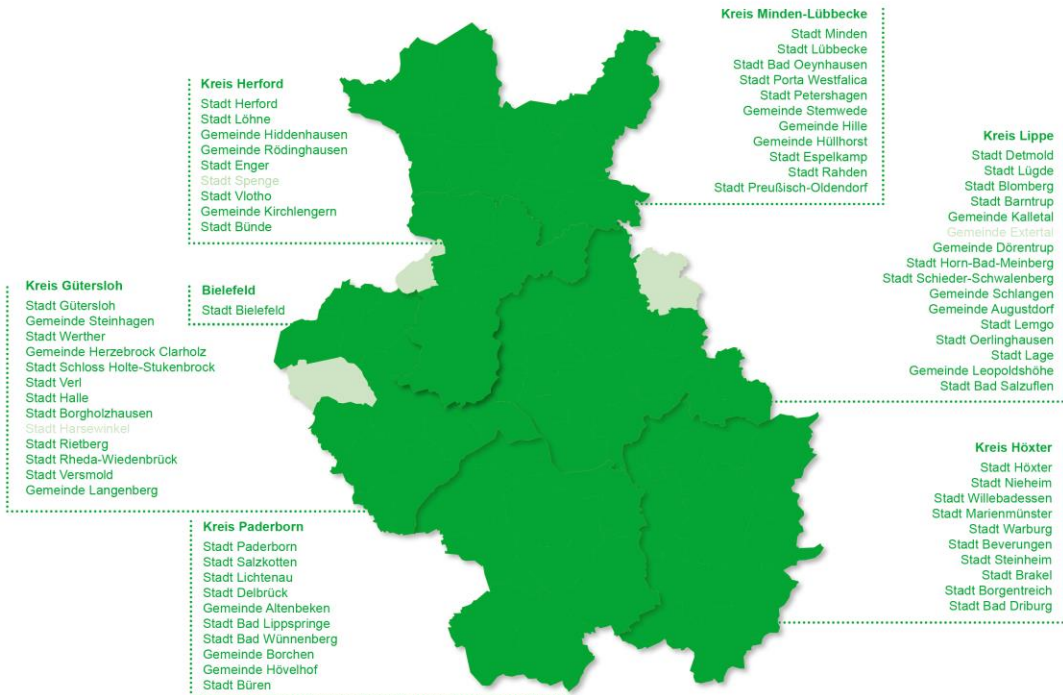 Kreis Minden-Lübbecke
Stadt Minden
Stadt Lübbecke
Stadt Bad Oeynhausen
Stadt Porta Westfalica
Stadt Petershagen
Gemeinde Stemwede
Gemeinde Hille
Gemeinde Hüllhorst
Stadt Espelkamp
Stadt Rahden
Stadt Preußisch-Oldendorf
Kreis Herford
Stadt Herford
Stadt Löhne
Gemeinde Hiddenhausen
Gemeinde Rödinghausen
Stadt Enger
Stadt Spenge
Stadt Vlotho
Gemeinde Kirchlengern
Stadt Bünde
Kreis Lippe
Stadt Detmold
Stadt Lügde
Stadt Blomberg
Stadt Barntrup
Gemeinde Kalletal
Gemeinde Extertal
Gemeinde Dörentrup
Stadt Horn-Bad-Meinberg
Stadt Schieder-Schwalenberg
Gemeinde Schlangen
Gemeinde Augustdorf
Stadt Lemgo
Stadt Oerlinghausen
Stadt Lage
Gemeinde Leopoldshöhe
Stadt Bad Salzuflen
Kreis Gütersloh
Stadt Gütersloh
Gemeinde Steinhagen
Stadt Werther
Gemeinde Herzebrock Clarholz
Stadt Schloss Holte-Stukenbrock
Stadt Verl
Stadt Halle
Stadt Borgholzhausen
Stadt Harsewinkel
Stadt Rietberg
Stadt Rheda-Wiedenbrück
Stadt Versmold
Gemeinde Langenberg
Bielefeld
Stadt Bielefeld
Kreis Höxter
Stadt Höxter
Stadt Nieheim
Stadt Willebadessen
Stadt Marienmünster
Stadt Warburg
Stadt Beverungen
Stadt Steinheim
Stadt Brakel
Stadt Borgentreich
Stadt Bad Driburg
Kreis Paderborn
Stadt Paderborn
Stadt Salzkotten
Stadt Lichtenau
Stadt Delbrück
Gemeinde Altenbeken
Stadt Bad Lippspringe
Stadt Bad Wünnenberg
Gemeinde Borchen
Gemeinde Hövelhof
Stadt Büren